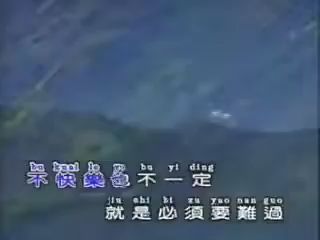 bu kuai le ye bu yi ding
不快樂也不一定
jiu shi bi xu yao nan guo
就是必須要難過